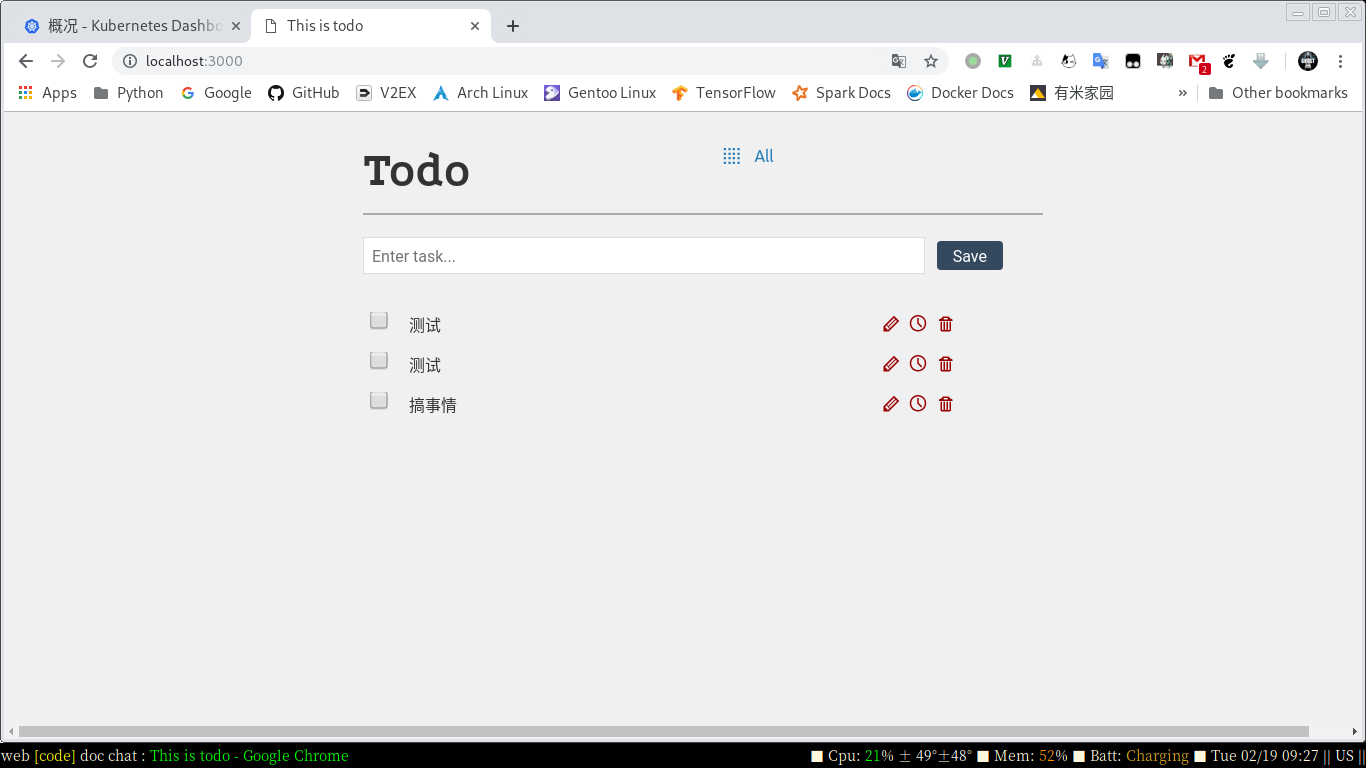 概况 - Kubernetes Dashbo
This is todo
localhost:3000
2
Apps Python Google GitHub V2EX Arch Linux Gentoo Linux TensorFlow Spark Docs Docker Docs 有米家园 » Other bookmarks
Todo
All
Enter task...
Save
测试
测试
搞事情
web [code] doc chat : This is todo - Google Chrome
Cpu: 21% ± 49°±48° Mem: 52% Batt: Charging Tue 02/19 09:27 || US ||